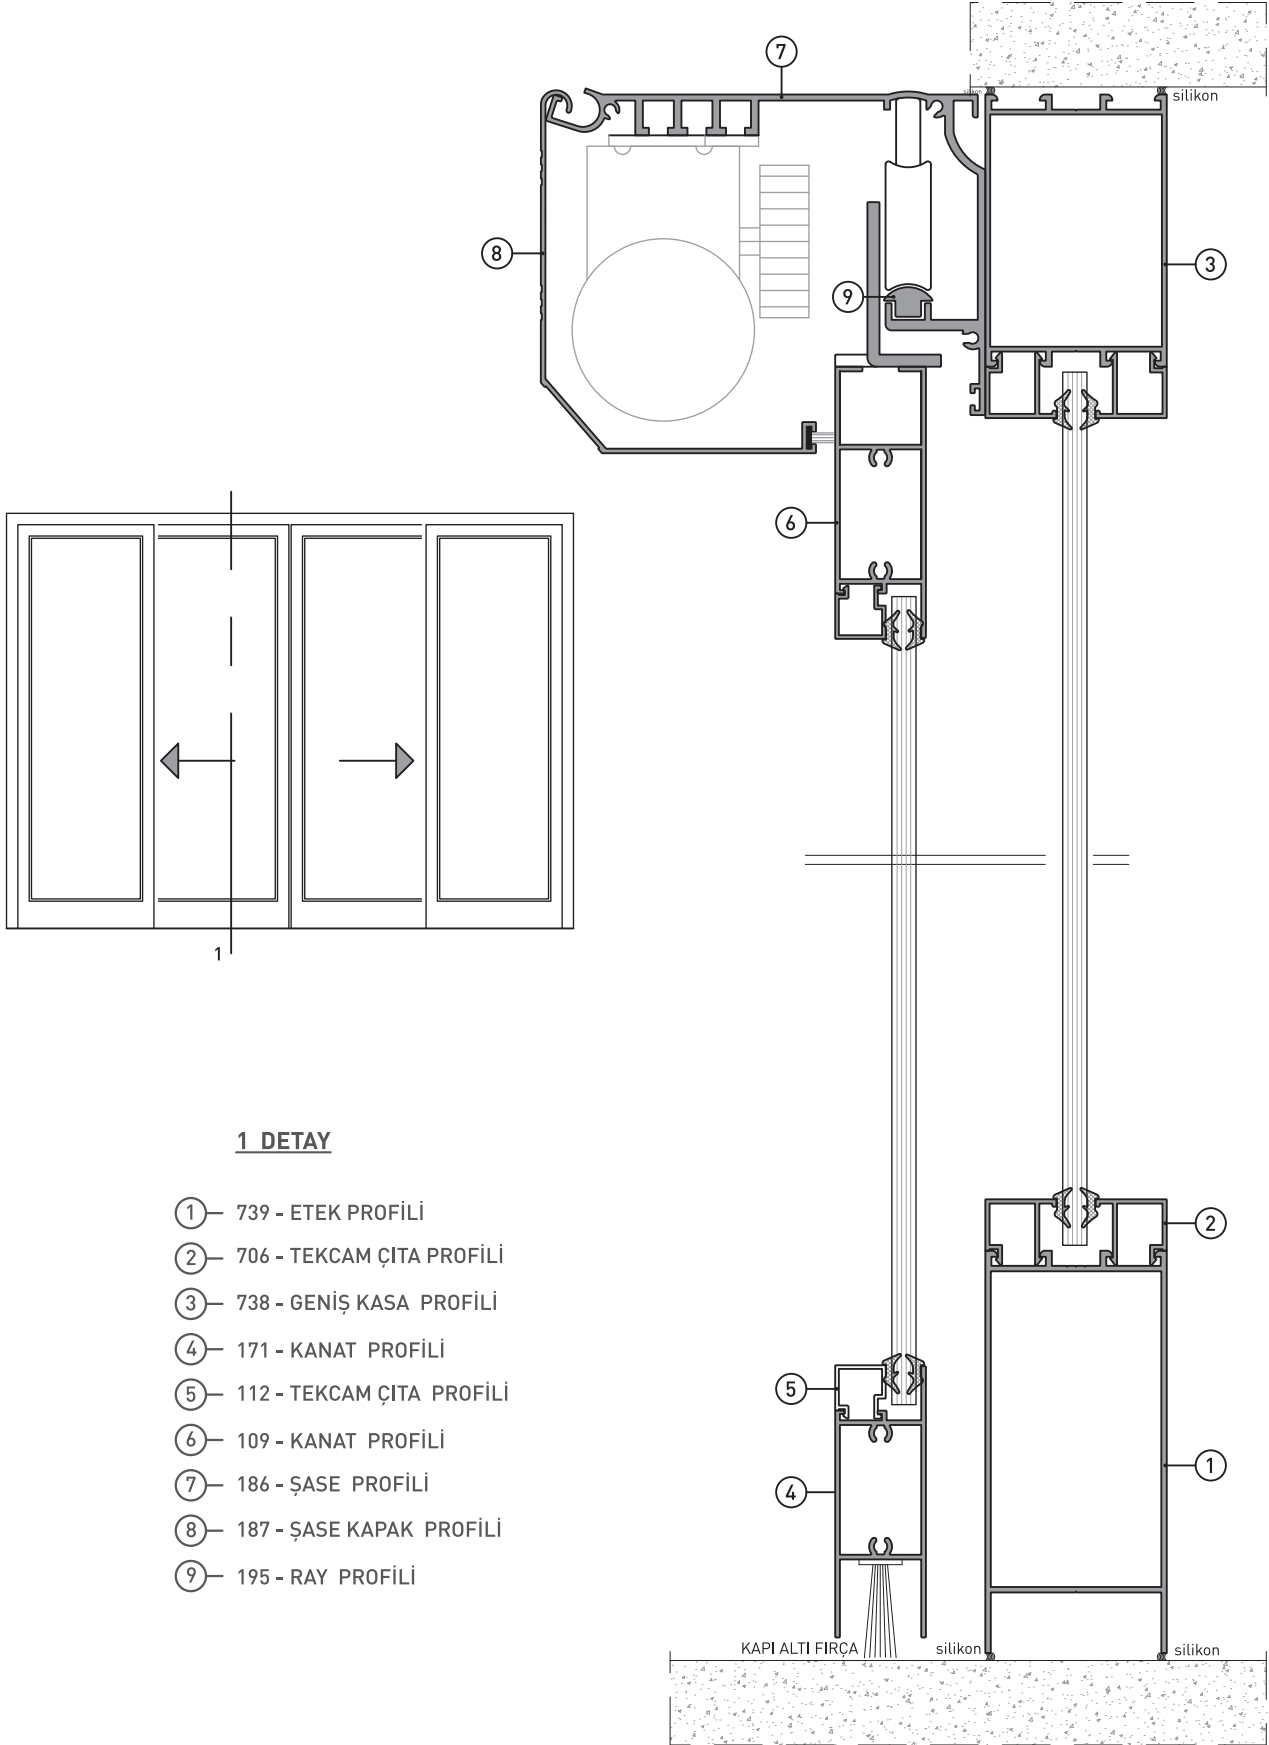 7
silikon
silikon
8
3
9
6
1
1 DETAY
1 739 - ETEK PROFİLİ
2 706 - TEKCAM ÇITA PROFİLİ
3 738 - GENİŞ KASA PROFİLİ
4 171 - KANAT PROFİLİ
5 112 - TEKCAM ÇITA PROFİLİ
6 109 - KANAT PROFİLİ
7 186 - ŞASE PROFİLİ
8 187 - ŞASE KAPAK PROFİLİ
9 195 - RAY PROFİLİ
2
5
4
1
KAPI ALTI FIRÇA
silikon
silikon